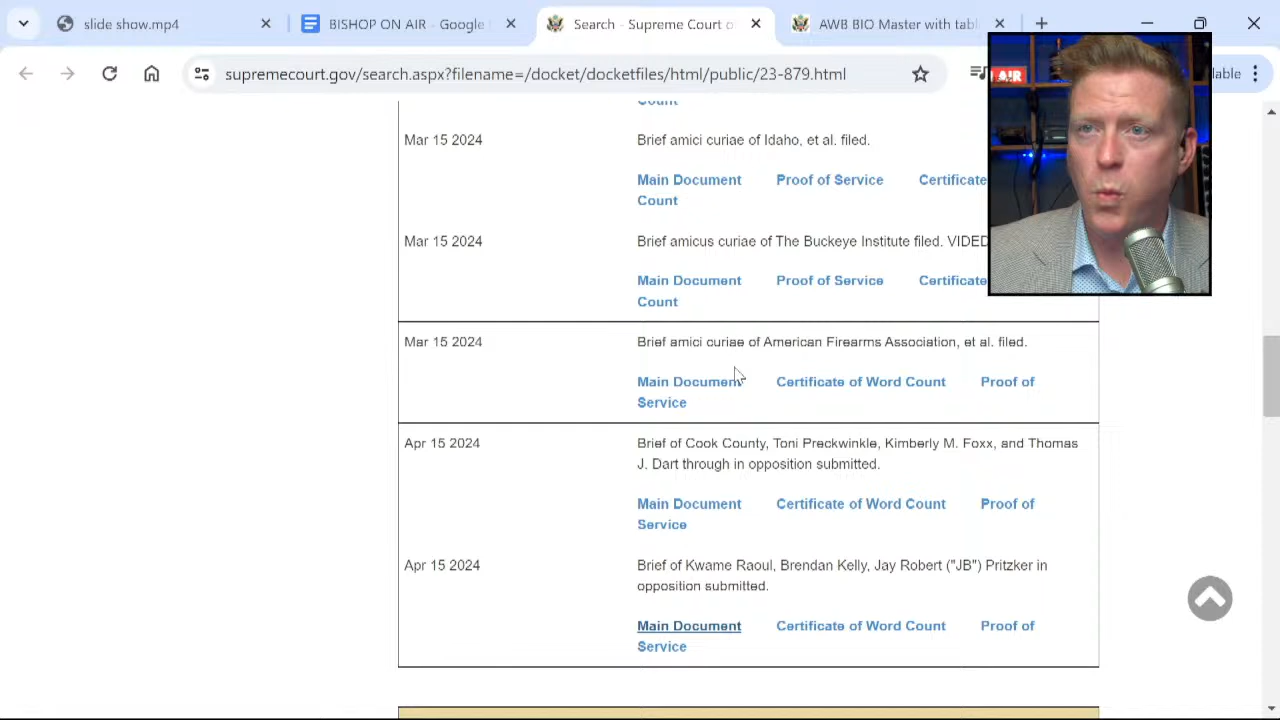 slide show.mp4
BISHOP ON AIR - Google
Search - Supreme Court o
AWB BIO Master with tabl
supremecourt.gov/search.aspx?filename=/docket/docketfiles/html/public/23-879.html
AIR
lable
Count
Mar 15 2024
Brief amici curiae of Idaho, et al. filed.
Main Document Proof of Service Certificate
Count
Mar 15 2024
Brief amicus curiae of The Buckeye Institute filed. VIDED
Main Document Proof of Service Certificate
Count
Mar 15 2024
Brief amici curiae of American Firearms Association, et al. filed.
Main Document Certificate of Word Count Proof of
Service
Apr 15 2024
Brief of Cook County, Toni Preckwinkle, Kimberly M. Foxx, and Thomas
J. Dart through in opposition submitted.
Main Document Certificate of Word Count Proof of
Service
Apr 15 2024
Brief of Kwame Raoul, Brendan Kelly, Jay Robert ("JB") Pritzker in
opposition submitted.
Main Document Certificate of Word Count Proof of
Service